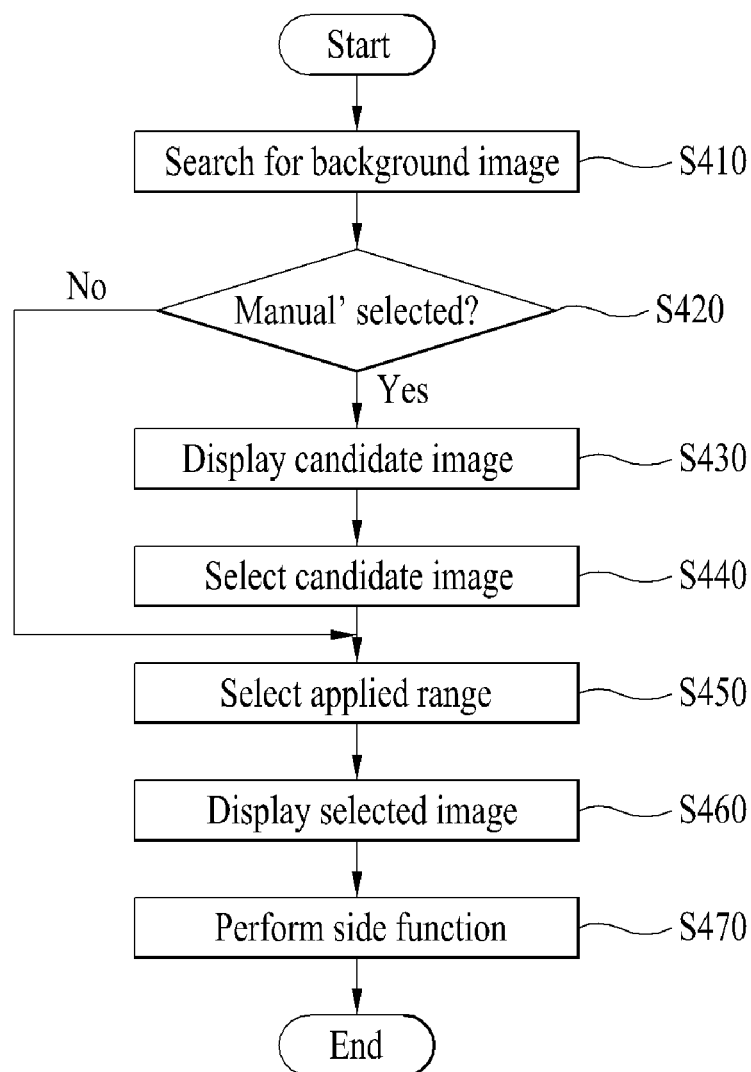 Start
Search for background image
S410
Manual' selected?
S420
No
Yes
Display candidate image
S430
Select candidate image
S440
Select applied range
S450
Display selected image
S460
Perform side function
S470
End